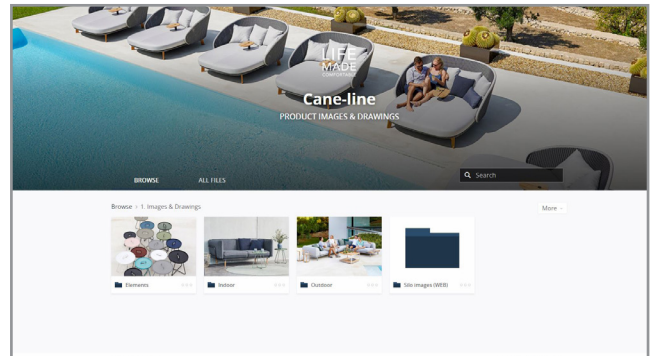 LIFE
MADE
COMFORTABLE
Cane-line
PRODUCT IMAGES & DRAWINGS
BROWSE
ALL FILES
Search
Browse > 1. Images & Drawings
More
Elements
Indoor
Outdoor
Silo images (WEB)